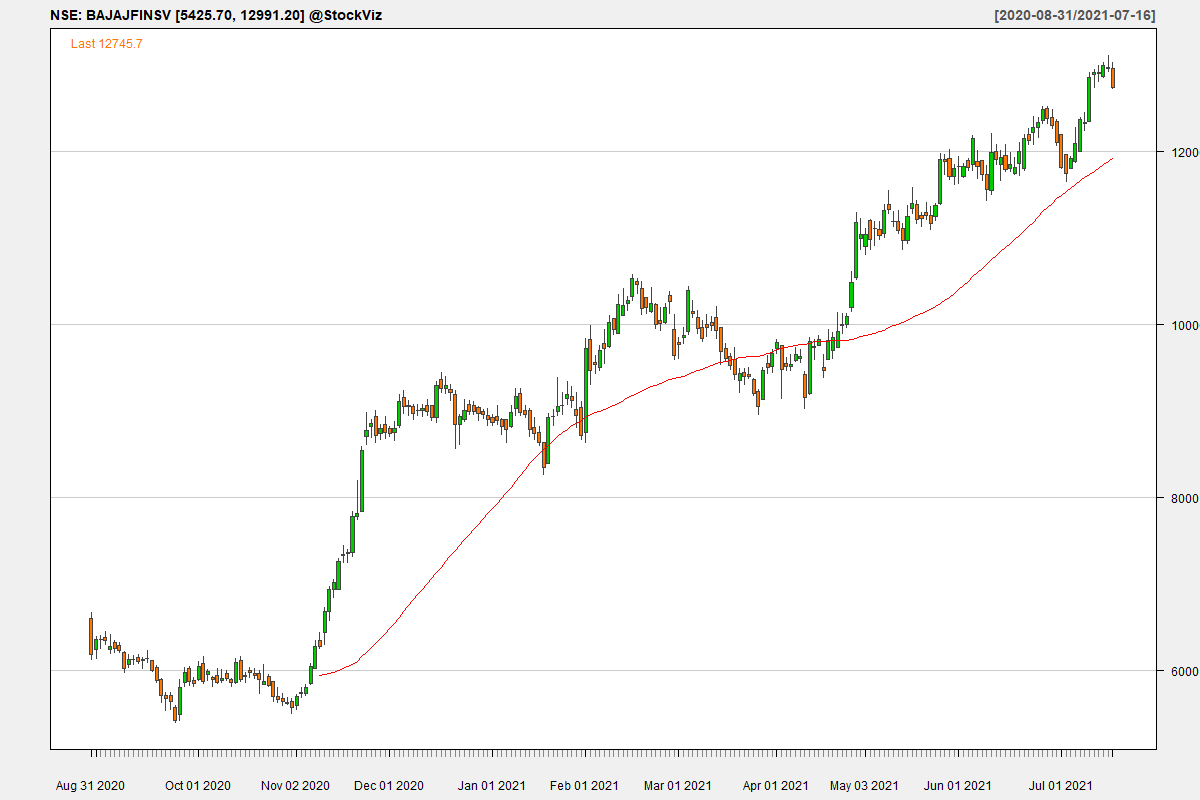 NSE: BAJAJFINSV [5425.70, 12991.20] @StockViz [2020-08-31/2021-07-16]
Last 12745.7
1200
1000
8000
6000
Aug 31 2020 Oct 01 2020 Nov 02 2020 Dec 01 2020 Jan 01 2021 Feb 01 2021 Mar 01 2021 Apr 01 2021 May 03 2021 Jun 01 2021 Jul 01 2021